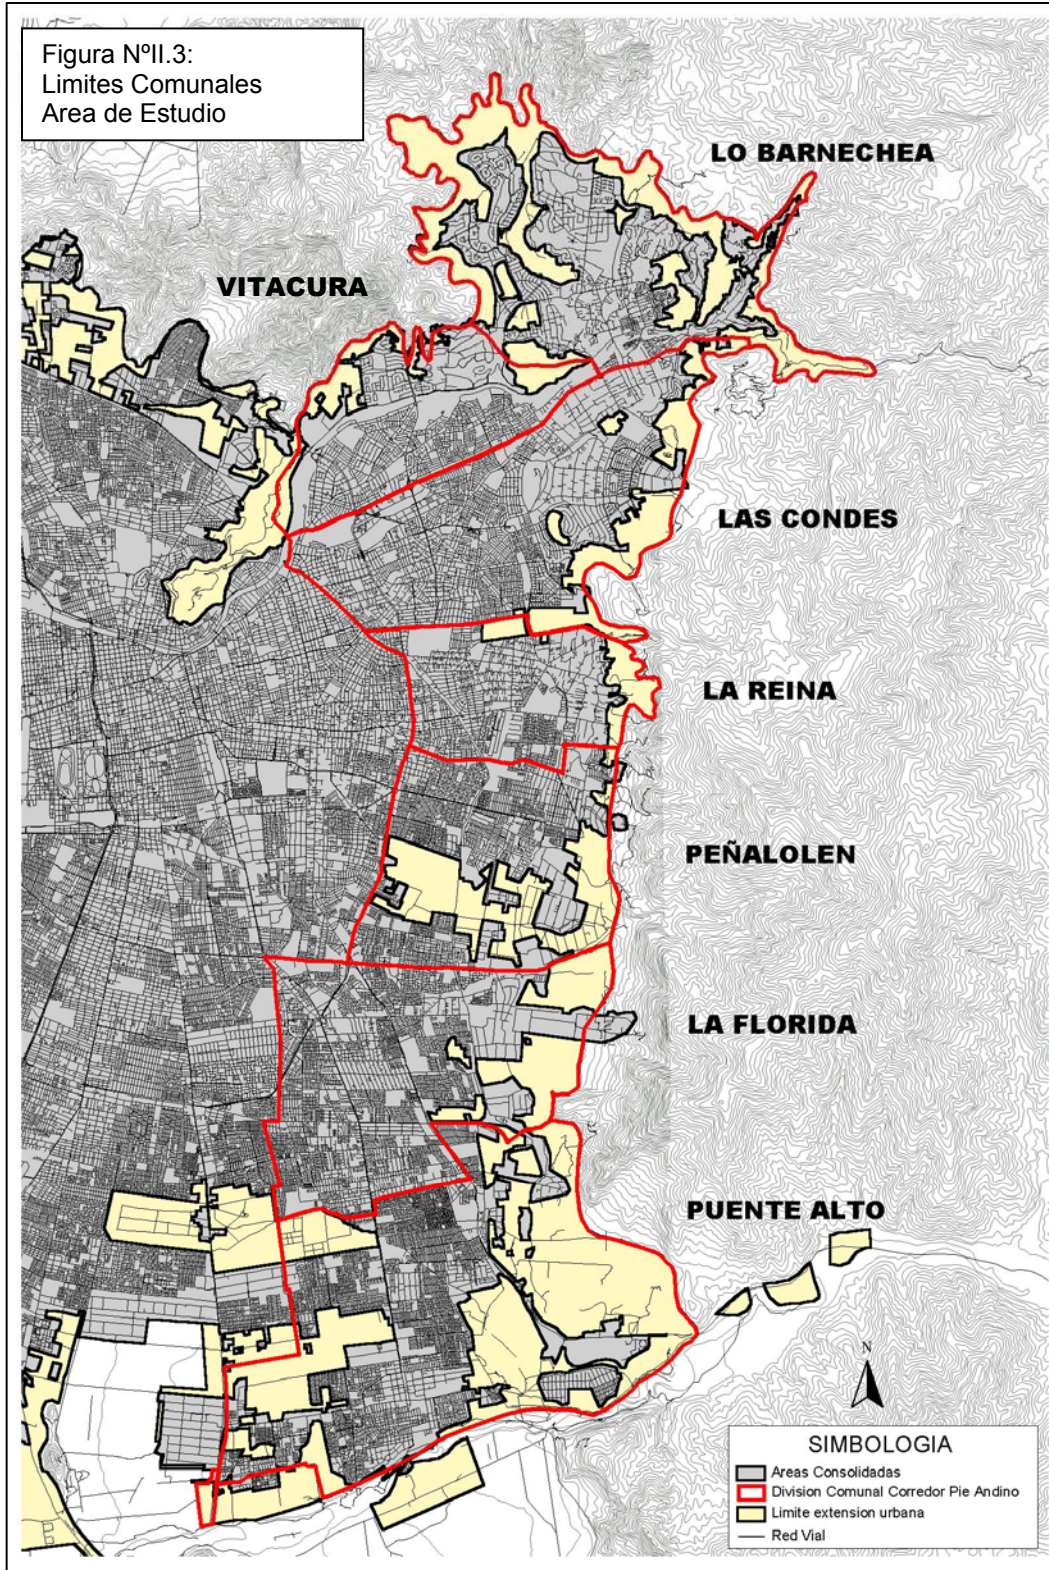 Figura NºII.3:
Limites Comunales
Area de Estudio
LO BARNECHEA
VITACURA
LAS CONDES
LA REINA
PEÑALOLEN
LA FLORIDA
PUENTE ALTO
N
SIMBOLOGIA
Areas Consolidadas
Division Comunal Corredor Pie Andino
Limite extension urbana
Red Vial